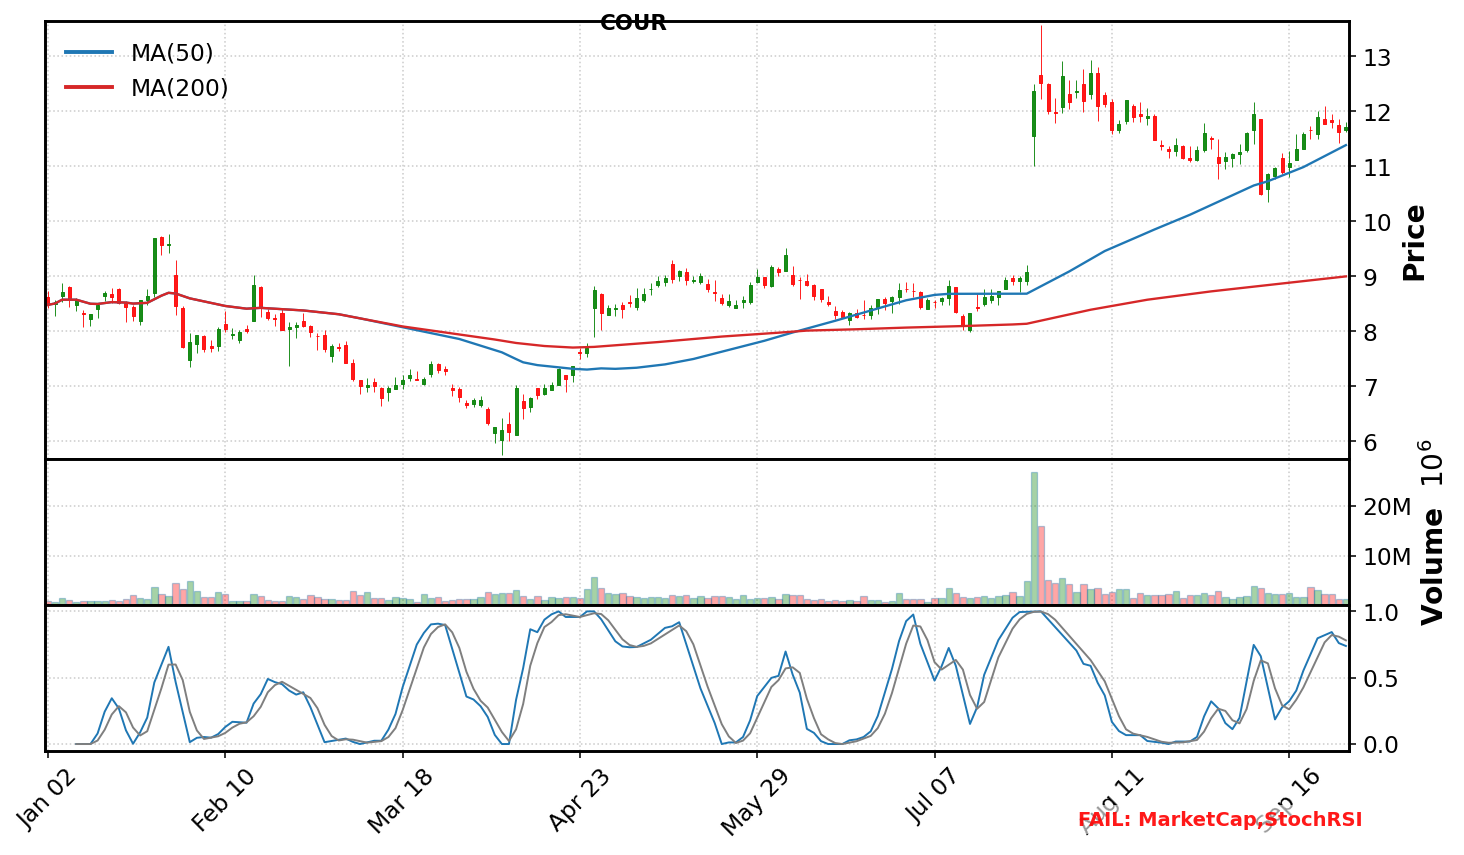 COUR
MA(50)
MA(200)
13
12
11
10
9
8
7
6
Price
20M
10M
Volume 10^6
1.0
0.5
0.0
Jan 02
Feb 10
Mar 18
Apr 23
May 29
Jul 07
Aug 11
Sep 16
FAIL: MarketCap,StochRSI